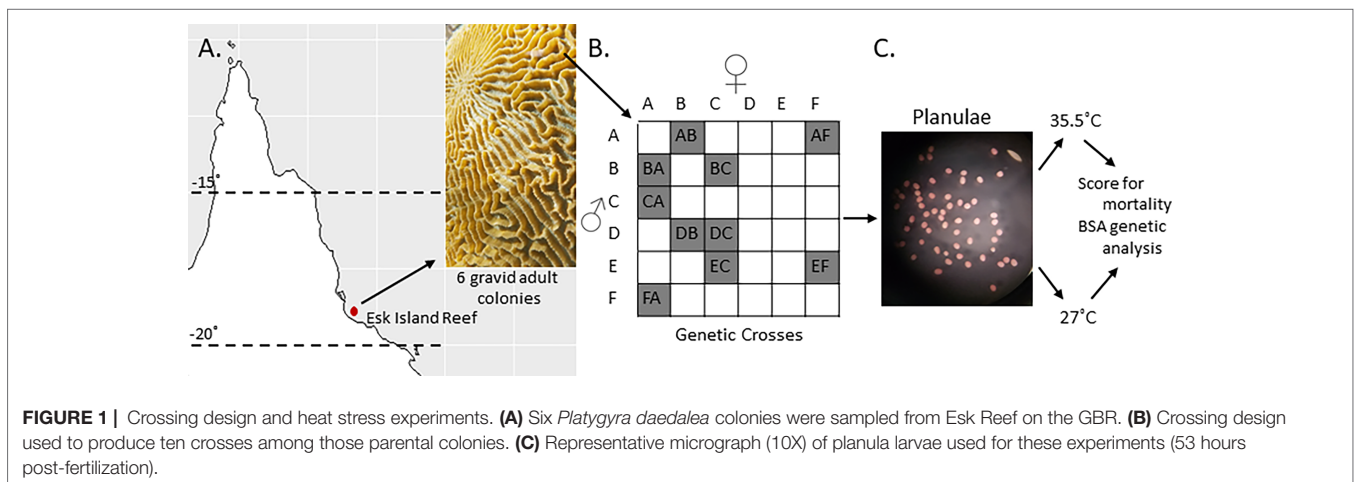 A.
-15˚
-20˚
Esk Island Reef
6 gravid adult
colonies
B.
♀
A B C D E F
A AB AF
B BA BC
♂ C CA
D DB DC
E EC EF
F FA
Genetic Crosses
C.
Planulae
35.5˚C
Score for
mortality
BSA genetic
analysis
27˚C
FIGURE 1 | Crossing design and heat stress experiments. (A) Six Platygyra daedalea colonies were sampled from Esk Reef on the GBR. (B) Crossing design
used to produce ten crosses among those parental colonies. (C) Representative micrograph (10X) of planula larvae used for these experiments (53 hours
post-fertilization).